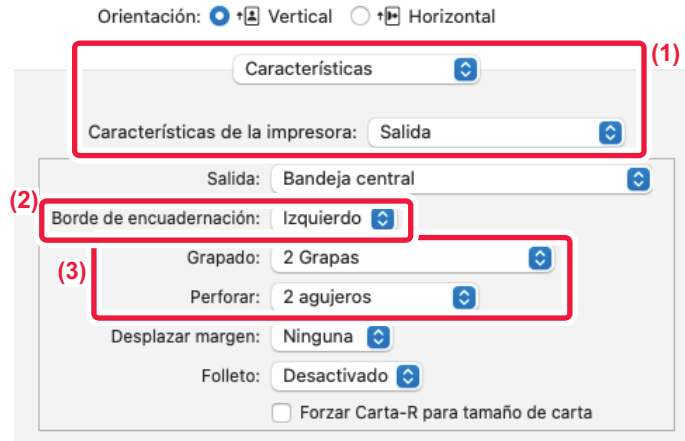 Orientación: Vertical Horizontal
(1)
Características
Características de la impresora: Salida
Salida: Bandeja central
(2)
Borde de encuadernación: Izquierdo
(3)
Grapado: 2 Grapas
Perforar: 2 agujeros
Desplazar margen: Ninguna
Folleto: Desactivado
Forzar Carta-R para tamaño de carta